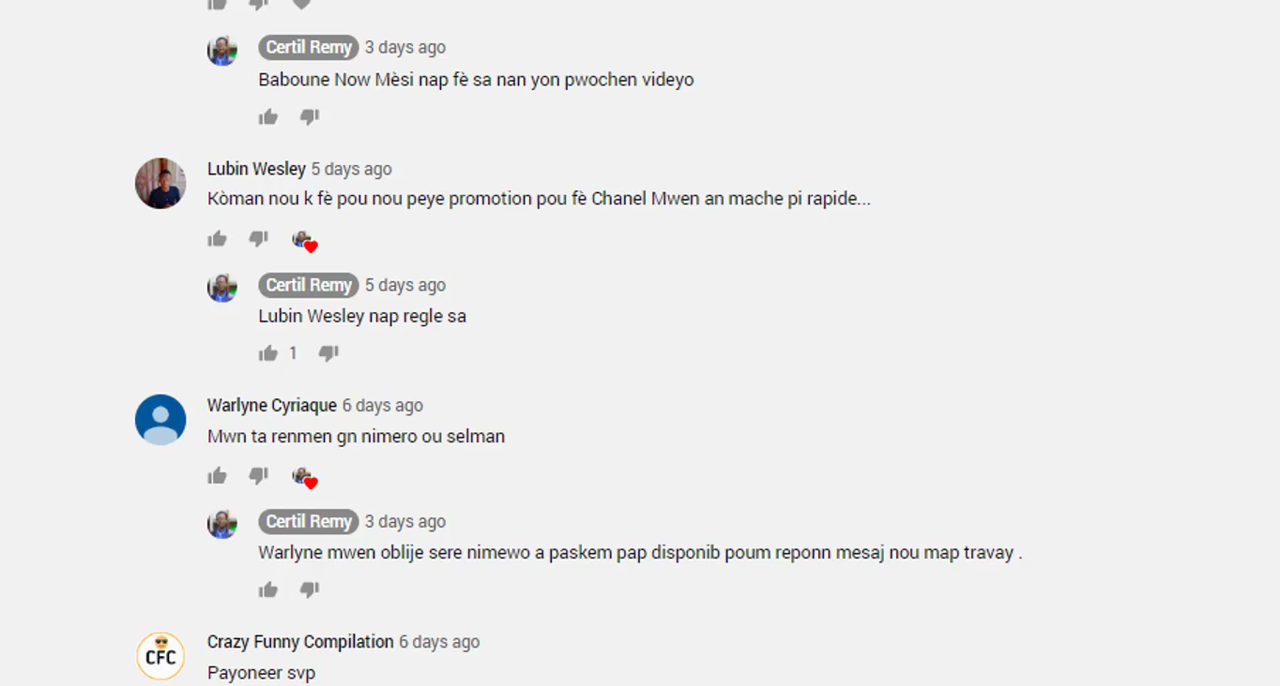 Certil Remy 3 days ago
Baboune Now Mèsi nap fè sa nan yon pwochen videyo
Lubin Wesley 5 days ago
Kòman nou k fè pou nou peye promotion pou fè Chanel Mwen an mache pi rapide...
Certil Remy 5 days ago
Lubin Wesley nap regle sa
1
Warlyne Cyriaque 6 days ago
Mwn ta renmen gn nimero ou selman
Certil Remy 3 days ago
Warlyne mwen oblije sere nimewo a paskem pap disponib poum reponn mesaj nou map travay .
CFC
Crazy Funny Compilation 6 days ago
Payoneer svp